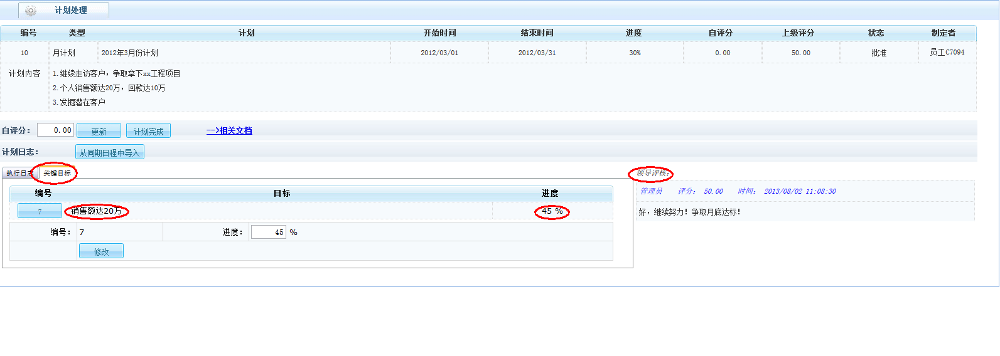 计划处理
编号 类型 计划 开始时间 结束时间 进度 自评分 上级评分 状态 制定者
10 月计划 2012年3月份计划 2012/03/01 2012/03/31 30% 0.00 50.00 批准 员工C7094
计划内容 1.继续走访客户，争取拿下xx工程项目
2.个人销售额达20万，回款达10万
3.发掘潜在客户
自评分： 0.00 更新 计划完成 -->相关文档
计划日志： 从同期日程中导入
执行日志 关键目标 领导评核：
编号 目标 进度
管理员 评分： 50.00 时间： 2013/08/02 11:08:30
7 销售额达20万 45 %
好，继续努力！争取月底达标！
编号： 7 进度： 45 %
修改